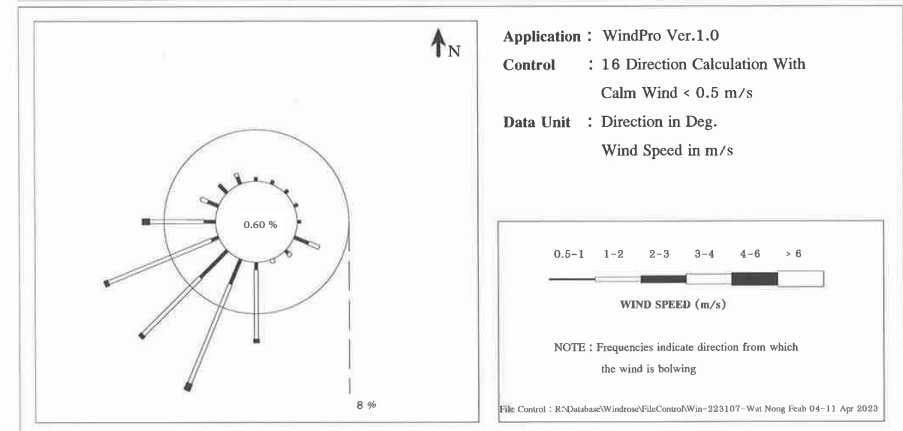 N
0.60 %
8 %
Application : WindPro Ver.1.0
Control : 16 Direction Calculation With
Calm Wind < 0.5 m/s
Data Unit : Direction in Deg.
Wind Speed in m/s
0.5-1 1-2 2-3 3-4 4-6 > 6
WIND SPEED (m/s)
NOTE : Frequencies indicate direction from which
the wind is bolwing
File Control : R:\Database\Windrose\FileControl\Win-223107-Wat Nong Feab 04-11 Apr 2023